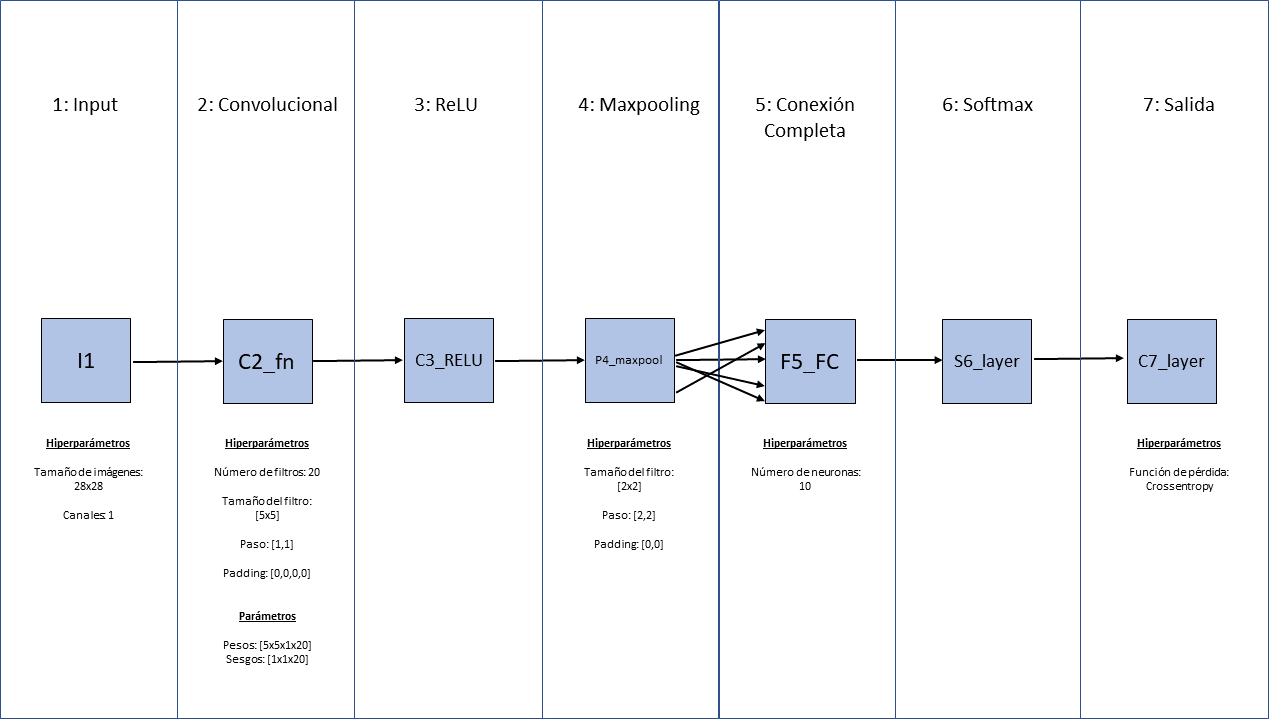 1: Input
2: Convolucional
3: ReLU
4: Maxpooling
5: Conexión
Completa
6: Softmax
7: Salida
I1
C2_fn
C3_RELU
P4_maxpool
F5_FC
S6_layer
C7_layer
Hiperparámetros
Tamaño de imágenes:
28x28
Canales: 1
Hiperparámetros
Número de filtros: 20
Tamaño del filtro:
[5x5]
Paso: [1,1]
Padding: [0,0,0,0]
Parámetros
Pesos: [5x5x1x20]
Sesgos: [1x1x20]
Hiperparámetros
Tamaño del filtro:
[2x2]
Paso: [2,2]
Padding: [0,0]
Hiperparámetros
Número de neuronas:
10
Hiperparámetros
Función de pérdida:
Crossentropy